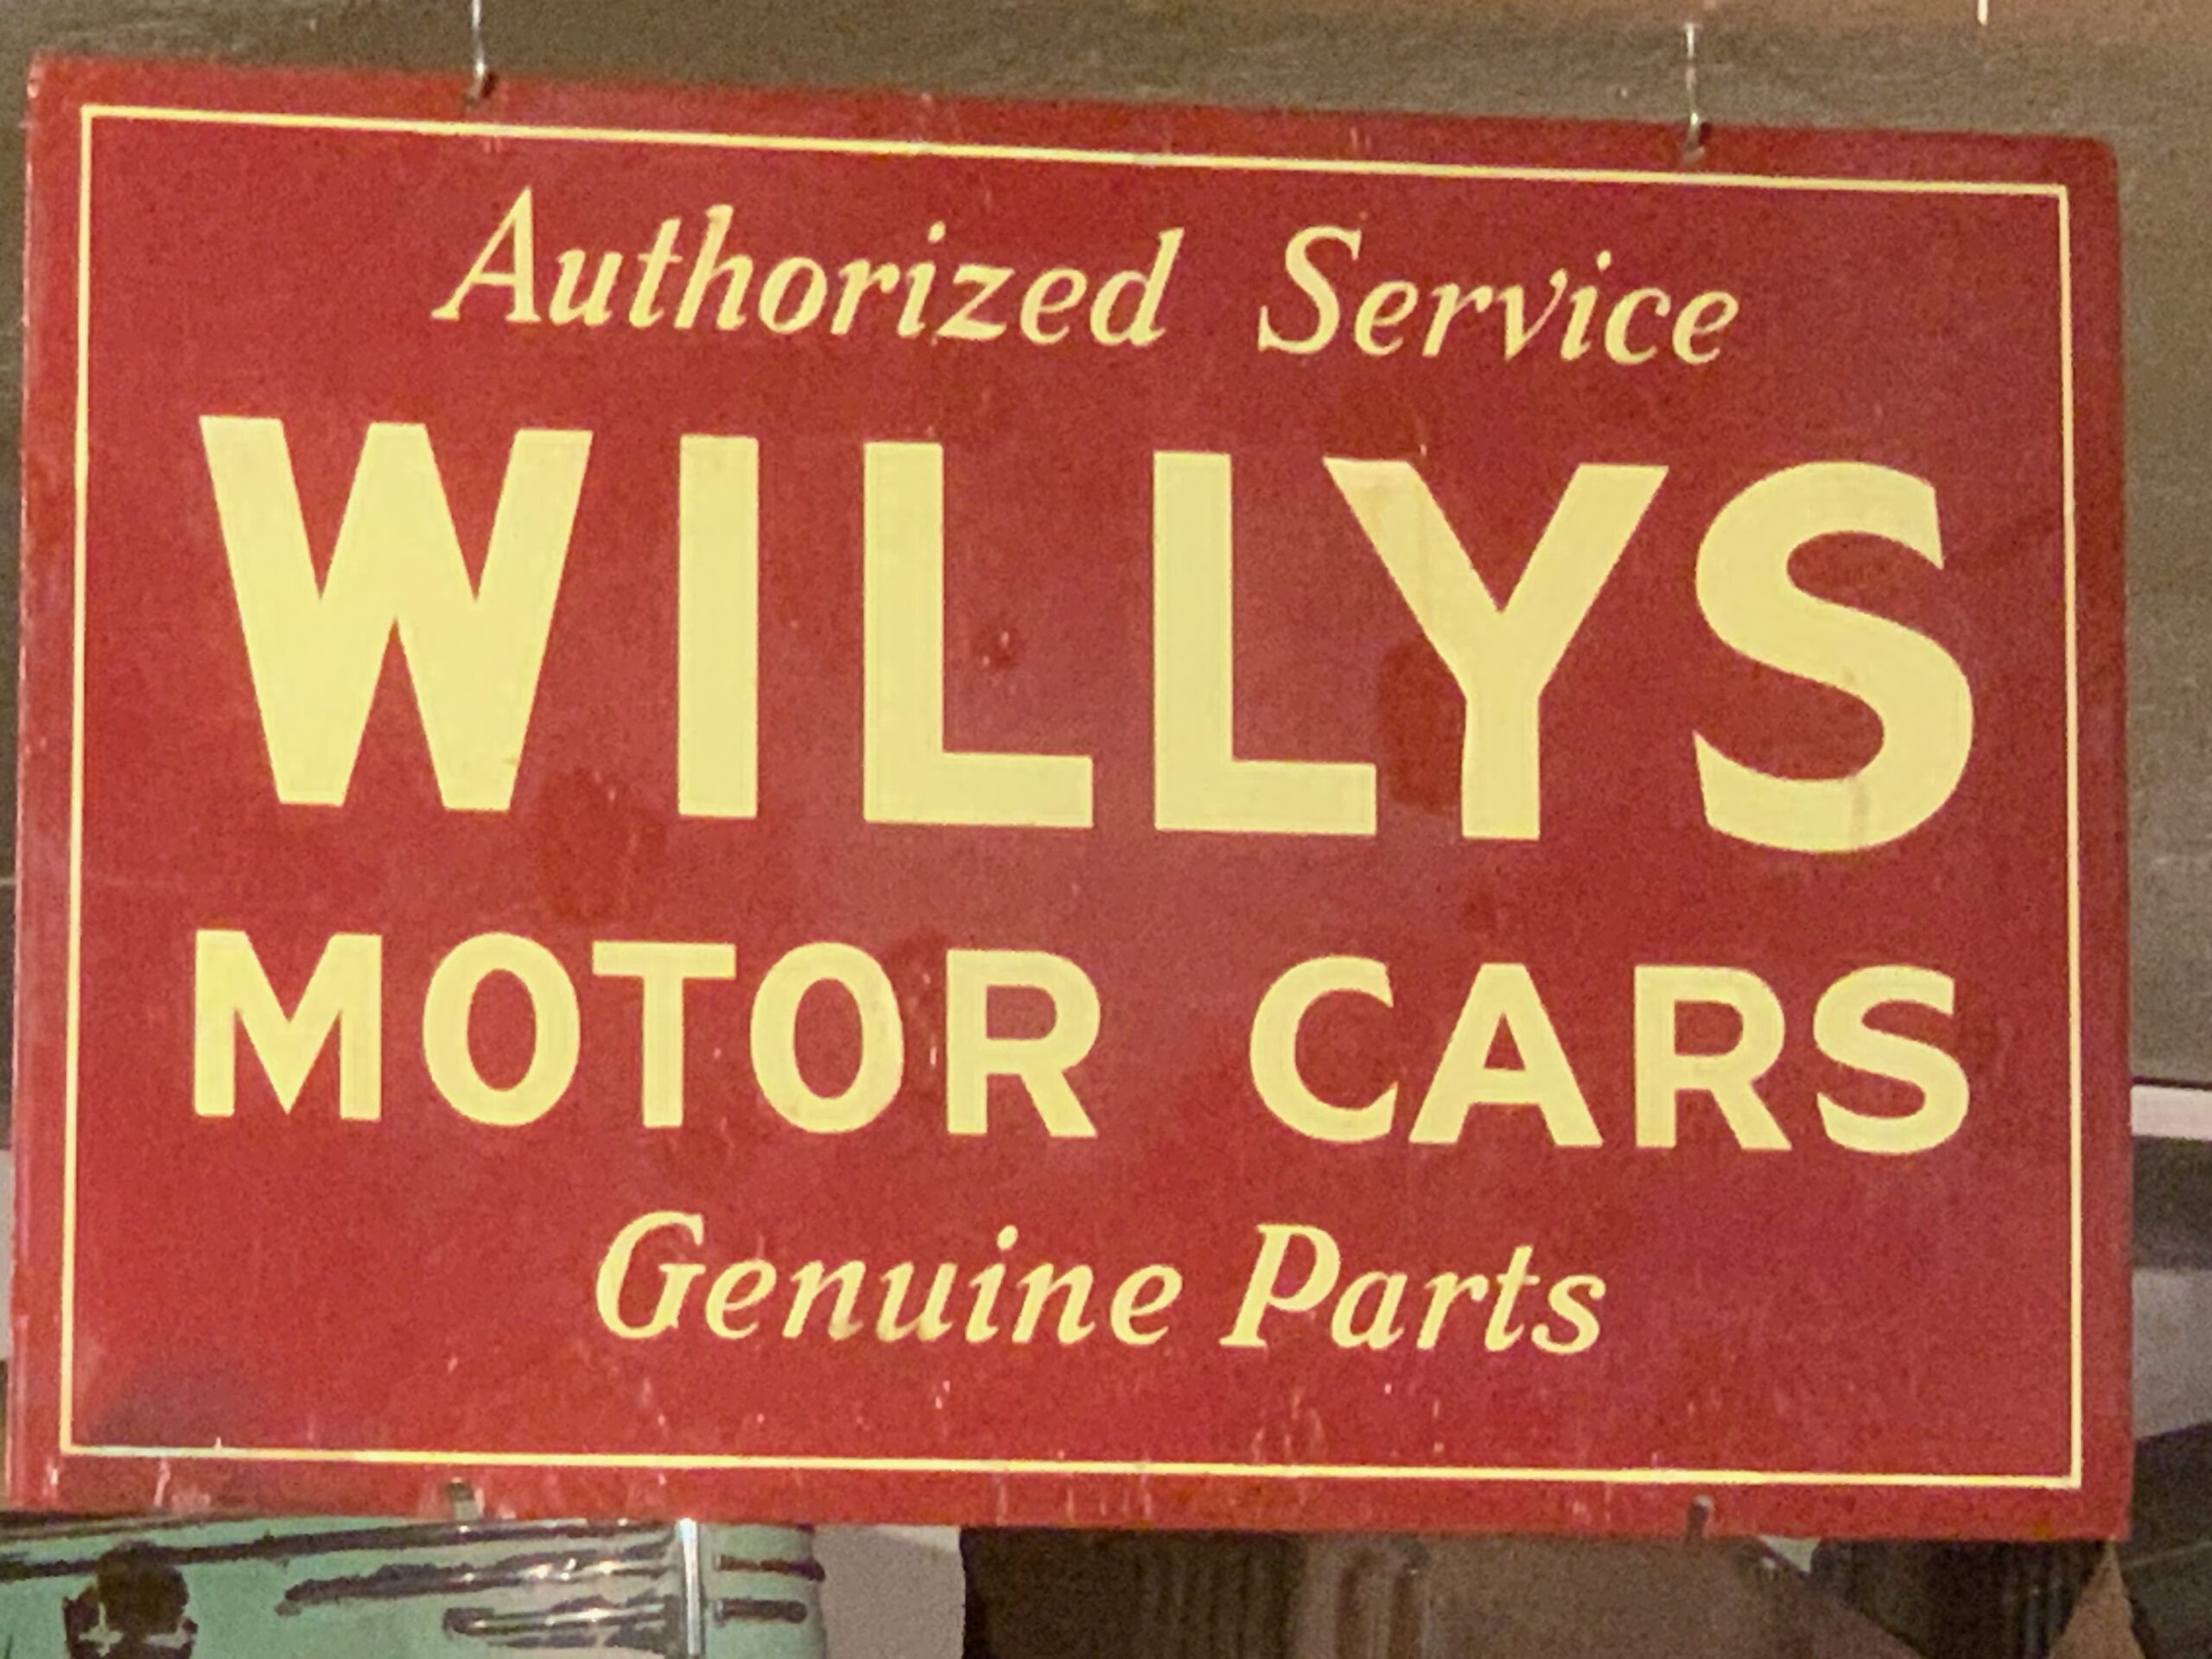 Authorized Service
WILLYS
MOTOR CARS
Genuine Parts